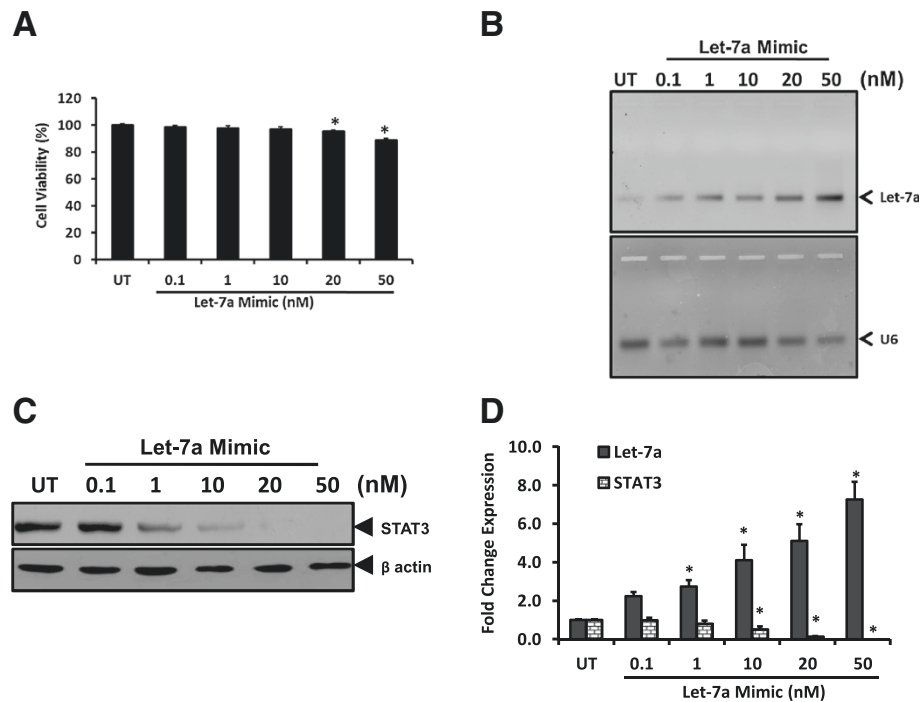 A
120
100
80
60
40
20
0
Cell Viability (%)
* *
UT 0.1 1 10 20 50
Let-7a Mimic (nM)
B
Let-7a Mimic
UT 0.1 1 10 20 50 (nM)
Let-7a
U6
C
Let-7a Mimic
UT 0.1 1 10 20 50 (nM)
STAT3
β actin
D
10.0
8.0
6.0
4.0
2.0
0.0
Fold Change Expression
Let-7a
STAT3
* * * * * * *
UT 0.1 1 10 20 50
Let-7a Mimic (nM)